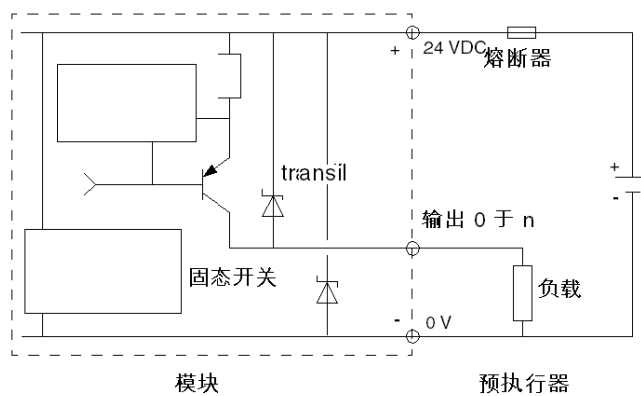 + 24 VDC
熔断器
transil
+
-
输出 0 于 n
固态开关
负载
- 0 V
模块
预执行器